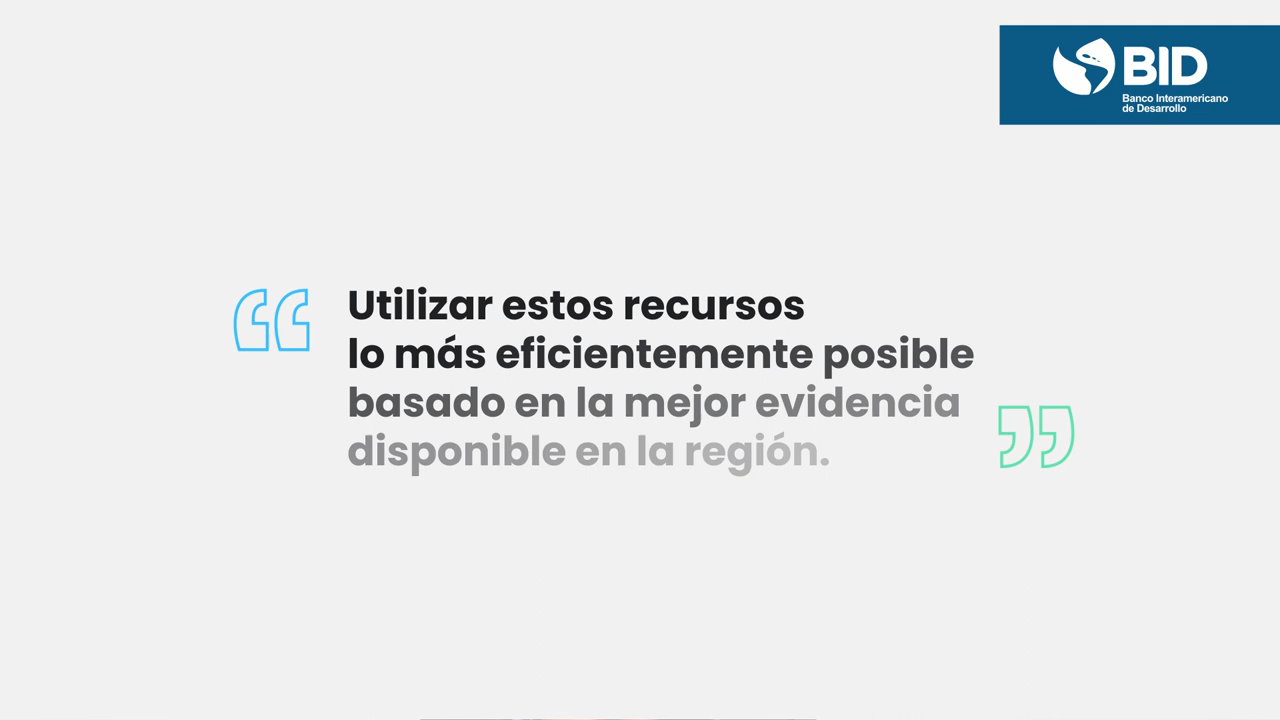 BID
Banco Interamericano
de Desarrollo
“Utilizar estos recursos
lo más eficientemente posible
basado en la mejor evidencia
disponible en la región.”